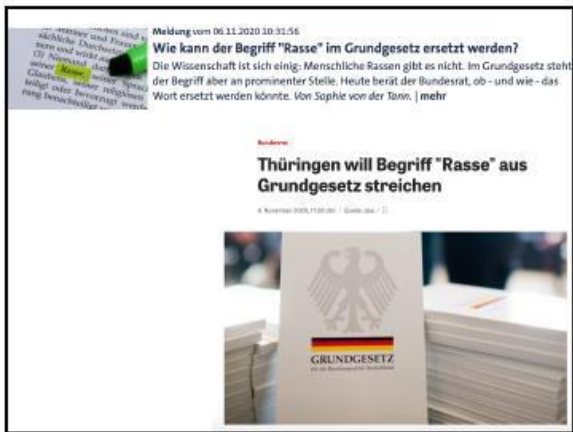 Meldung vom 06.11.2020 10:31:56
Wie kann der Begriff "Rasse" im Grundgesetz ersetzt werden?
Die Wissenschaft ist sich einig: Menschliche Rassen gibt es nicht. Im Grundgesetz steht
der Begriff aber an prominenter Stelle. Heute berät der Bundesrat, ob - und wie - das
Wort ersetzt werden könnte. Von Sophie von der Tann. | mehr
Thüringen will Begriff "Rasse" aus
Grundgesetz streichen
GRUNDGESETZ